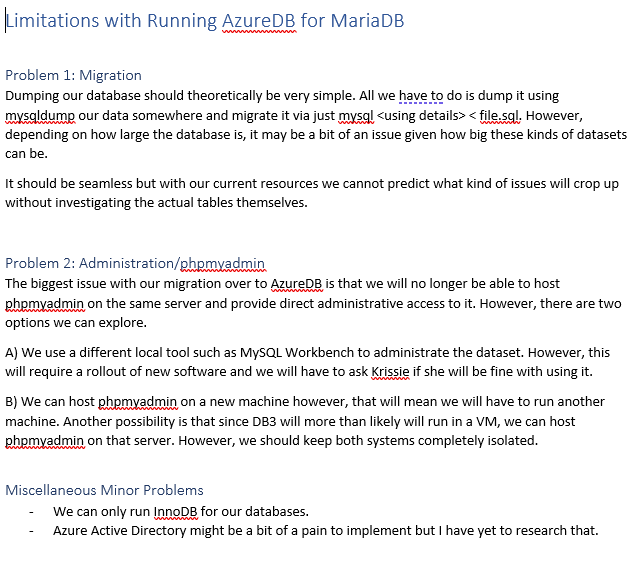 Limitations with Running AzureDB for MariaDB
Problem 1: Migration
Dumping our database should theoretically be very simple. All we have to do is dump it using
mysqldump our data somewhere and migrate it via just mysql <using details> < file.sql. However,
depending on how large the database is, it may be a bit of an issue given how big these kinds of datasets
can be.
It should be seamless but with our current resources we cannot predict what kind of issues will crop up
without investigating the actual tables themselves.
Problem 2: Administration/phpmyadmin
The biggest issue with our migration over to AzureDB is that we will no longer be able to host
phpmyadmin on the same server and provide direct administrative access to it. However, there are two
options we can explore.
A) We use a different local tool such as MySQL Workbench to administrate the dataset. However, this
will require a rollout of new software and we will have to ask Krissie if she will be fine with using it.
B) We can host phpmyadmin on a new machine however, that will mean we will have to run another
machine. Another possibility is that since DB3 will more than likely will run in a VM, we can host
phpmyadmin on that server. However, we should keep both systems completely isolated.
Miscellaneous Minor Problems
- We can only run InnoDB for our databases.
- Azure Active Directory might be a bit of a pain to implement but I have yet to research that.